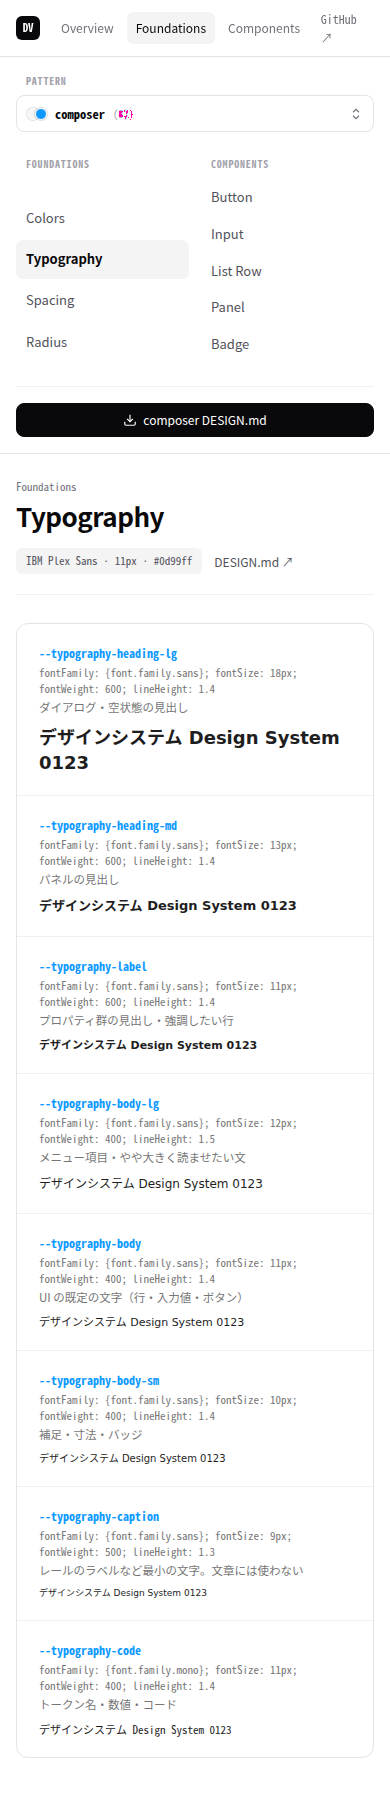 DV Overview Foundations Components GitHub ↗
PATTERN
composer
FOUNDATIONS
Colors
Typography
Spacing
Radius
COMPONENTS
Button
Input
List Row
Panel
Badge
composer DESIGN.md
Foundations
Typography
IBM Plex Sans · 11px · #0d99ff DESIGN.md ↗
--typography-heading-lg
fontFamily: {font.family.sans}; fontSize: 18px;
fontWeight: 600; lineHeight: 1.4
ダイアログ・空状態の見出し
デザインシステム Design System
0123
--typography-heading-md
fontFamily: {font.family.sans}; fontSize: 13px;
fontWeight: 600; lineHeight: 1.4
パネルの見出し
デザインシステム Design System 0123
--typography-label
fontFamily: {font.family.sans}; fontSize: 11px;
fontWeight: 600; lineHeight: 1.4
プロパティ群の見出し・強調したい行
デザインシステム Design System 0123
--typography-body-lg
fontFamily: {font.family.sans}; fontSize: 12px;
fontWeight: 400; lineHeight: 1.5
メニュー項目・やや大きく読ませたい文
デザインシステム Design System 0123
--typography-body
fontFamily: {font.family.sans}; fontSize: 11px;
fontWeight: 400; lineHeight: 1.4
UI の既定の文字（行・入力値・ボタン）
デザインシステム Design System 0123
--typography-body-sm
fontFamily: {font.family.sans}; fontSize: 10px;
fontWeight: 400; lineHeight: 1.4
補足・寸法・バッジ
デザインシステム Design System 0123
--typography-caption
fontFamily: {font.family.sans}; fontSize: 9px;
fontWeight: 500; lineHeight: 1.3
レールのラベルなど最小の文字。文章には使わない
デザインシステム Design System 0123
--typography-code
fontFamily: {font.family.mono}; fontSize: 11px;
fontWeight: 400; lineHeight: 1.4
トークン名・数値・コード
デザインシステム Design System 0123